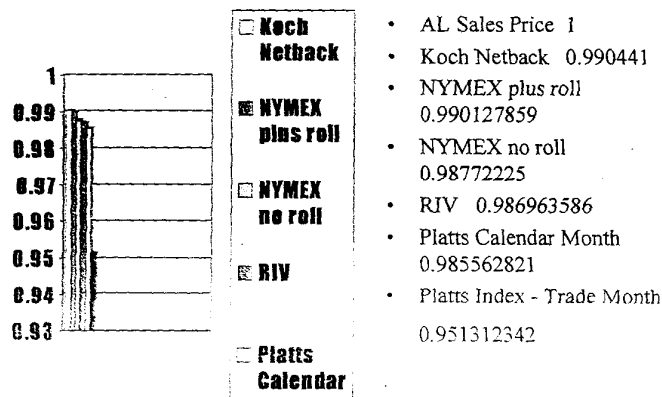 1
0.99
0.98
0.97
0.96
0.95
0.94
0.93
Koch
Netback
NYMEX
plus roll
NYMEX
no roll
RIV
Platts
Calendar
• AL Sales Price 1
• Koch Netback 0.990441
• NYMEX plus roll
0.990127859
• NYMEX no roll
0.98772225
• RIV 0.986963586
• Platts Calendar Month
0.985562821
• Platts Index - Trade Month
0.951312342